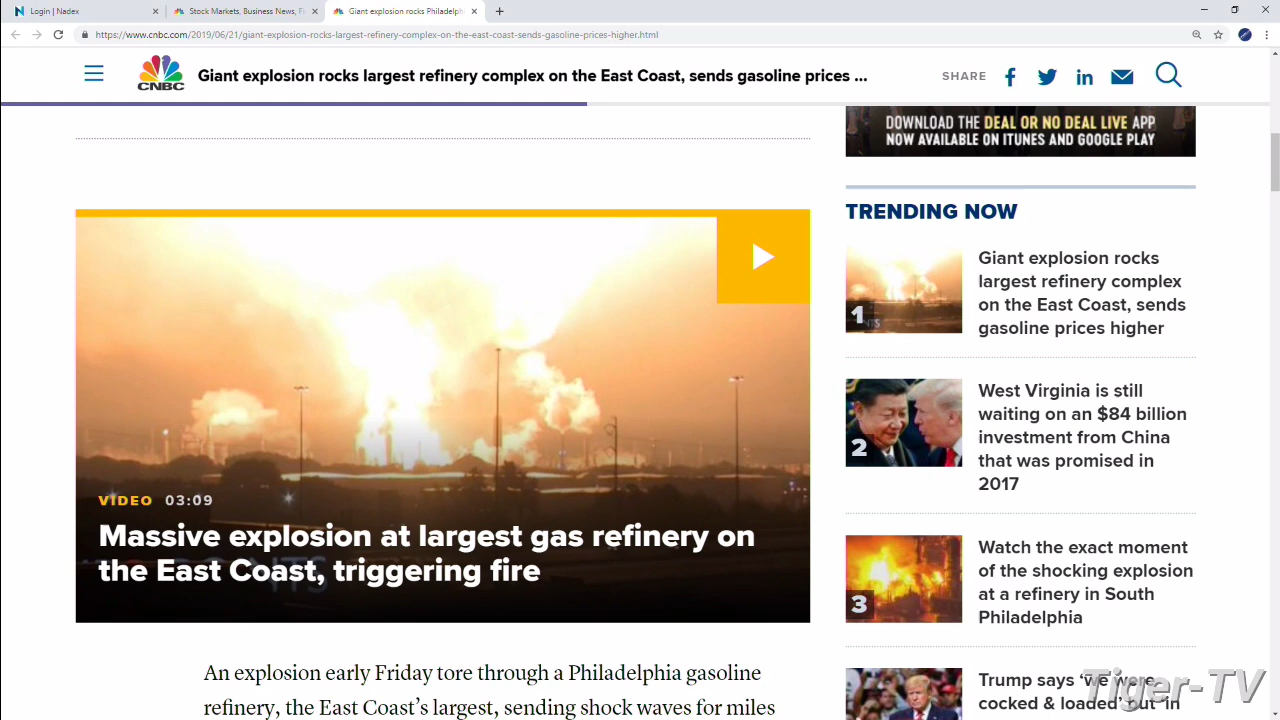 Login | Nadex
Stock Markets, Business News, Fi
Giant explosion rocks Philadelph
https://www.cnbc.com/2019/06/21/giant-explosion-rocks-largest-refinery-complex-on-the-east-coast-sends-gasoline-prices-higher.html
CNBC
Giant explosion rocks largest refinery complex on the East Coast, sends gasoline prices ...
SHARE
DOWNLOAD THE DEAL OR NO DEAL LIVE APP
NOW AVAILABLE ON ITUNES AND GOOGLE PLAY
VIDEO 03:09
Massive explosion at largest gas refinery on
the East Coast, triggering fire
An explosion early Friday tore through a Philadelphia gasoline
refinery, the East Coast’s largest, sending shock waves for miles
TRENDING NOW
1
Giant explosion rocks
largest refinery complex
on the East Coast, sends
gasoline prices higher
2
West Virginia is still
waiting on an $84 billion
investment from China
that was promised in
2017
3
Watch the exact moment
of the shocking explosion
at a refinery in South
Philadelphia
Trump says ‘we were
cocked & loaded’ but ‘in
Tiger-TV